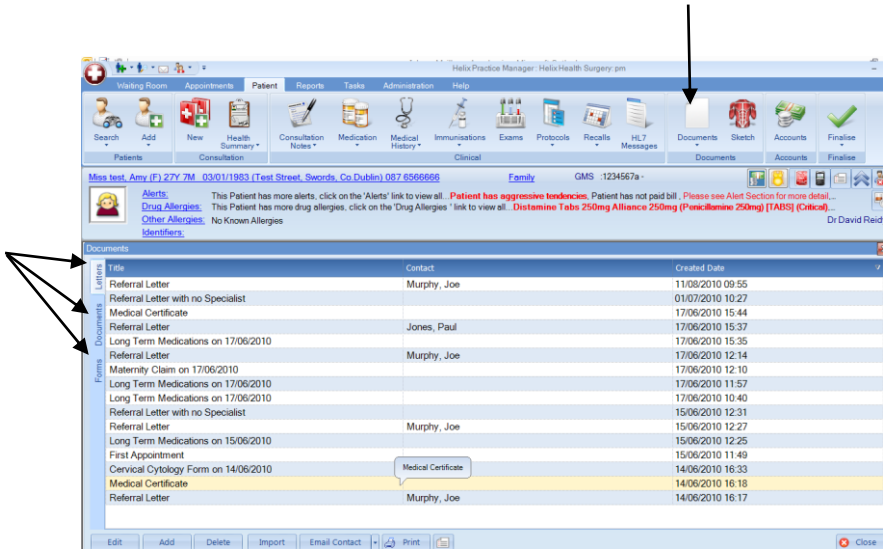 Helix Practice Manager : Helix Health Surgery: pm
Waiting Room Appointments Patient Reports Tasks Administration Help
Search Add New Health Summary Consultation Notes Medication Medical History Immunisations Exams Protocols Recalls HL7 Messages Documents Sketch Accounts Finalise
Patients Consultation Clinical Documents Accounts Finalise
Miss test, Amy (F) 27Y 7M 03/01/1983 (Test Street, Swords, Co.Dublin) 087 6566666 Family GMS :1234567a -
Alerts: This Patient has more alerts, click on the 'Alerts' link to view all...Patient has aggressive tendencies, Patient has not paid bill , Please see Alert Section for more detail,...
Drug Allergies: This Patient has more drug allergies, click on the 'Drug Allergies ' link to view all...Distamine Tabs 250mg Alliance 250mg (Penicillamine 250mg) [TABS] (Critical),...
Other Allergies: No Known Allergies Dr David Reid
Identifiers:
Documents
Letters
Documents
Forms
Title Contact Created Date
Referral Letter Murphy, Joe 11/08/2010 09:55
Referral Letter with no Specialist 01/07/2010 10:27
Medical Certificate 17/06/2010 15:44
Referral Letter Jones, Paul 17/06/2010 15:37
Long Term Medications on 17/06/2010 17/06/2010 15:35
Referral Letter Murphy, Joe 17/06/2010 12:14
Maternity Claim on 17/06/2010 17/06/2010 12:10
Long Term Medications on 17/06/2010 17/06/2010 11:57
Long Term Medications on 17/06/2010 17/06/2010 10:40
Referral Letter with no Specialist 15/06/2010 12:31
Referral Letter Murphy, Joe 15/06/2010 12:27
Long Term Medications on 15/06/2010 15/06/2010 12:25
First Appointment 15/06/2010 11:49
Cervical Cytology Form on 14/06/2010 14/06/2010 16:33
Medical Certificate
Medical Certificate 14/06/2010 16:18
Referral Letter Murphy, Joe 14/06/2010 16:17
Edit Add Delete Import Email Contact Print Close